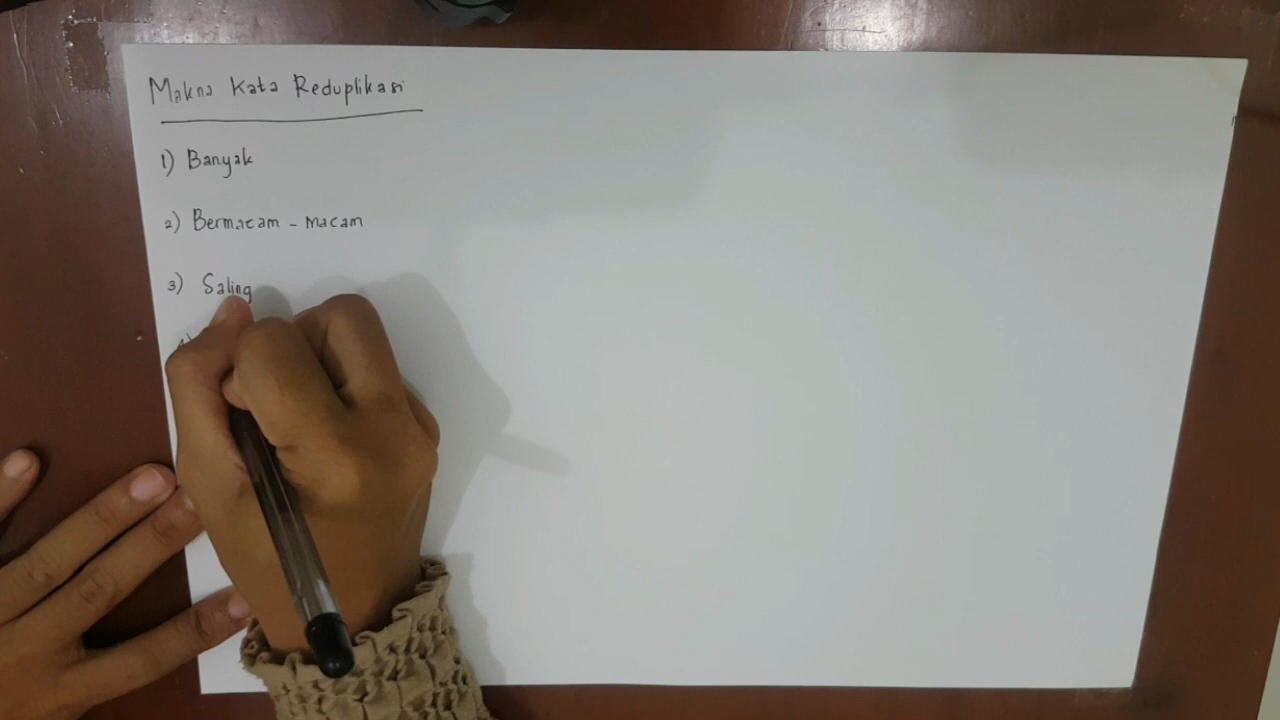 Makna Kata Reduplikasi
1) Banyak
2) Bermacam - macam
3) Saling